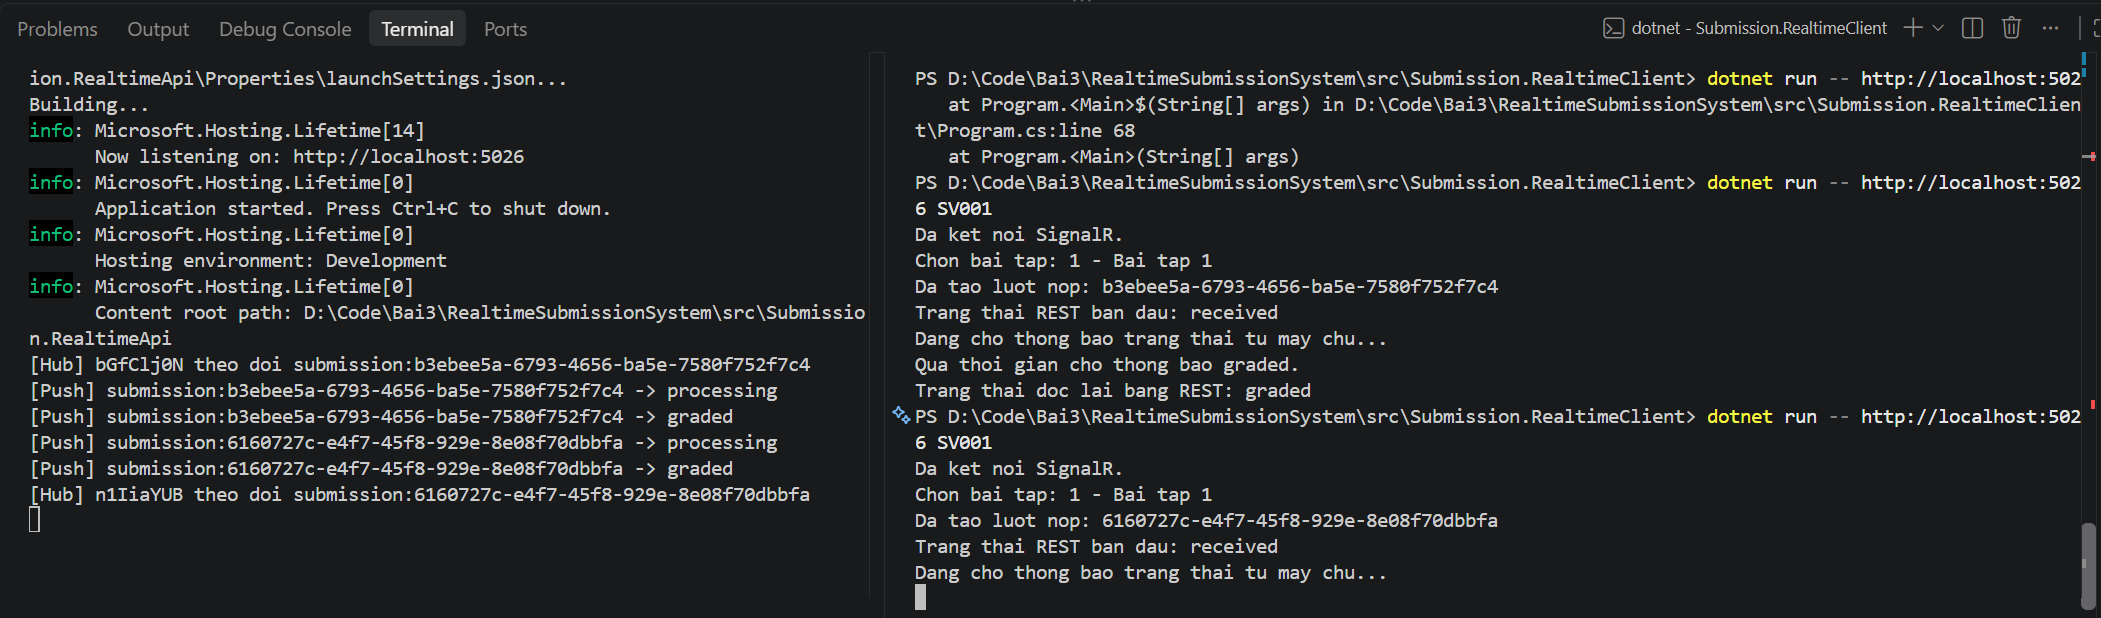 Problems Output Debug Console Terminal Ports
dotnet - Submission.RealtimeClient
ion.RealtimeApi\Properties\launchSettings.json...
Building...
info: Microsoft.Hosting.Lifetime[14]
Now listening on: http://localhost:5026
info: Microsoft.Hosting.Lifetime[0]
Application started. Press Ctrl+C to shut down.
info: Microsoft.Hosting.Lifetime[0]
Hosting environment: Development
info: Microsoft.Hosting.Lifetime[0]
Content root path: D:\Code\Bai3\RealtimeSubmissionSystem\src\Submissio
n.RealtimeApi
[Hub] bGfClj0N theo doi submission:b3ebee5a-6793-4656-ba5e-7580f752f7c4
[Push] submission:b3ebee5a-6793-4656-ba5e-7580f752f7c4 -> processing
[Push] submission:b3ebee5a-6793-4656-ba5e-7580f752f7c4 -> graded
[Push] submission:6160727c-e4f7-45f8-929e-8e08f70dbbfa -> processing
[Push] submission:6160727c-e4f7-45f8-929e-8e08f70dbbfa -> graded
[Hub] n1IiaYUB theo doi submission:6160727c-e4f7-45f8-929e-8e08f70dbbfa
PS D:\Code\Bai3\RealtimeSubmissionSystem\src\Submission.RealtimeClient> dotnet run -- http://localhost:502
at Program.<Main>$(String[] args) in D:\Code\Bai3\RealtimeSubmissionSystem\src\Submission.RealtimeClien
t\Program.cs:line 68
at Program.<Main>(String[] args)
PS D:\Code\Bai3\RealtimeSubmissionSystem\src\Submission.RealtimeClient> dotnet run -- http://localhost:502
6 SV001
Da ket noi SignalR.
Chon bai tap: 1 - Bai tap 1
Da tao luot nop: b3ebee5a-6793-4656-ba5e-7580f752f7c4
Trang thai REST ban dau: received
Dang cho thong bao trang thai tu may chu...
Qua thoi gian cho thong bao graded.
Trang thai doc lai bang REST: graded
PS D:\Code\Bai3\RealtimeSubmissionSystem\src\Submission.RealtimeClient> dotnet run -- http://localhost:502
6 SV001
Da ket noi SignalR.
Chon bai tap: 1 - Bai tap 1
Da tao luot nop: 6160727c-e4f7-45f8-929e-8e08f70dbbfa
Trang thai REST ban dau: received
Dang cho thong bao trang thai tu may chu...